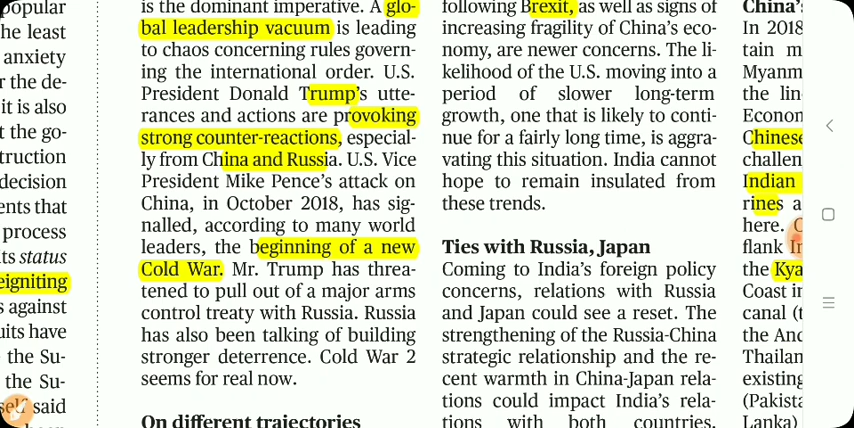 popular
he least
anxiety
r the de-
it is also
t the go-
truction
decision
ents that
process
ts status
eigniting
s against
uits have
the Su-
the Su-
self said
is the dominant imperative. A glo-
bal leadership vacuum is leading
to chaos concerning rules govern-
ing the international order. U.S.
President Donald Trump's utte-
rances and actions are provoking
strong counter-reactions, especial-
ly from China and Russia. U.S. Vice
President Mike Pence's attack on
China, in October 2018, has sig-
nalled, according to many world
leaders, the beginning of a new
Cold War. Mr. Trump has threa-
tened to pull out of a major arms
control treaty with Russia. Russia
has also been talking of building
stronger deterrence. Cold War 2
seems for real now.
On different trajectories
following Brexit, as well as signs of
increasing fragility of China's eco-
nomy, are newer concerns. The li-
kelihood of the U.S. moving into a
period of slower long-term
growth, one that is likely to conti-
nue for a fairly long time, is aggra-
vating this situation. India cannot
hope to remain insulated from
these trends.
Ties with Russia, Japan
Coming to India's foreign policy
concerns, relations with Russia
and Japan could see a reset. The
strengthening of the Russia-China
strategic relationship and the re-
cent warmth in China-Japan rela-
tions could impact India's rela-
tions with both countries.
China's
In 2018
tain m
Myanm
the lin
Econom
Chinese
challen
Indian
rines a
here.
flank In
the Kya
Coast in
canal (t
the And
Thailan
existing
(Pakista
Lanka)